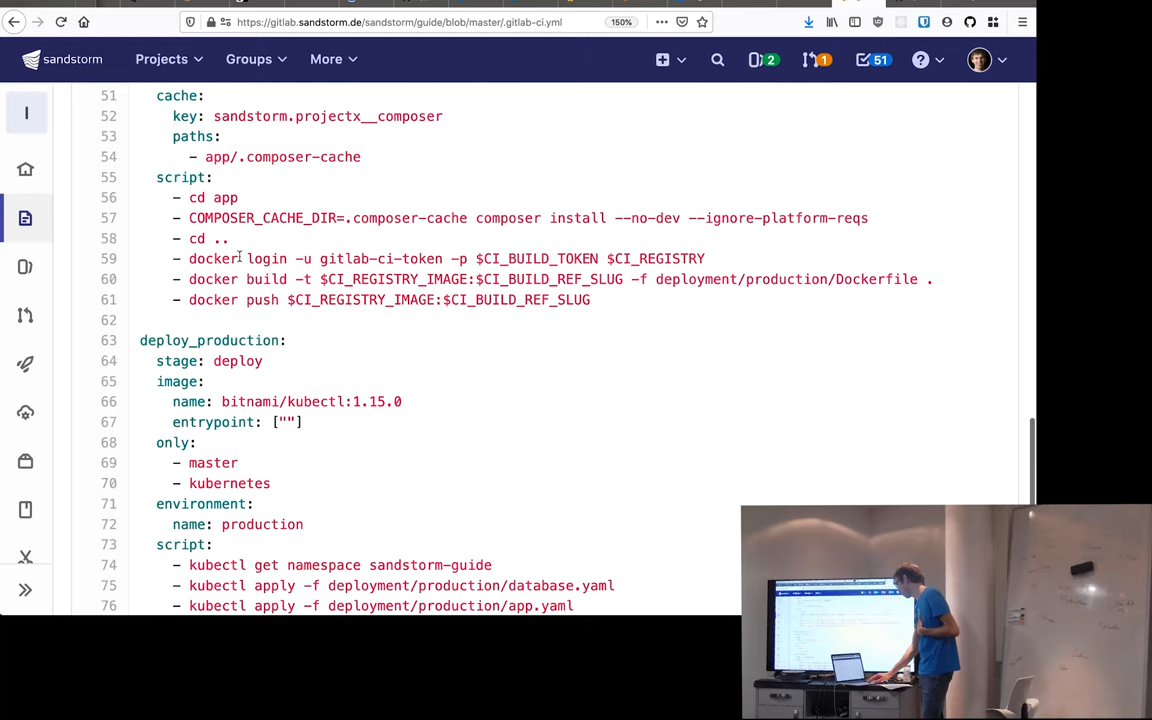 https://gitlab.sandstorm.de/sandstorm/guide/blob/master/.gitlab-ci.yml
150%
sandstorm
Projects
Groups
More
2
1
51
I
51 cache:
52 key: sandstorm.projectx__composer
53 paths:
54 - app/.composer-cache
55 script:
56 - cd app
57 - COMPOSER_CACHE_DIR=.composer-cache composer install --no-dev --ignore-platform-reqs
58 - cd ..
59 - docker login -u gitlab-ci-token -p $CI_BUILD_TOKEN $CI_REGISTRY
60 - docker build -t $CI_REGISTRY_IMAGE:$CI_BUILD_REF_SLUG -f deployment/production/Dockerfile .
61 - docker push $CI_REGISTRY_IMAGE:$CI_BUILD_REF_SLUG
62
63 deploy_production:
64 stage: deploy
65 image:
66 name: bitnami/kubectl:1.15.0
67 entrypoint: [""]
68 only:
69 - master
70 - kubernetes
71 environment:
72 name: production
73 script:
74 - kubectl get namespace sandstorm-guide
75 - kubectl apply -f deployment/production/database.yaml
76 - kubectl apply -f deployment/production/app.yaml